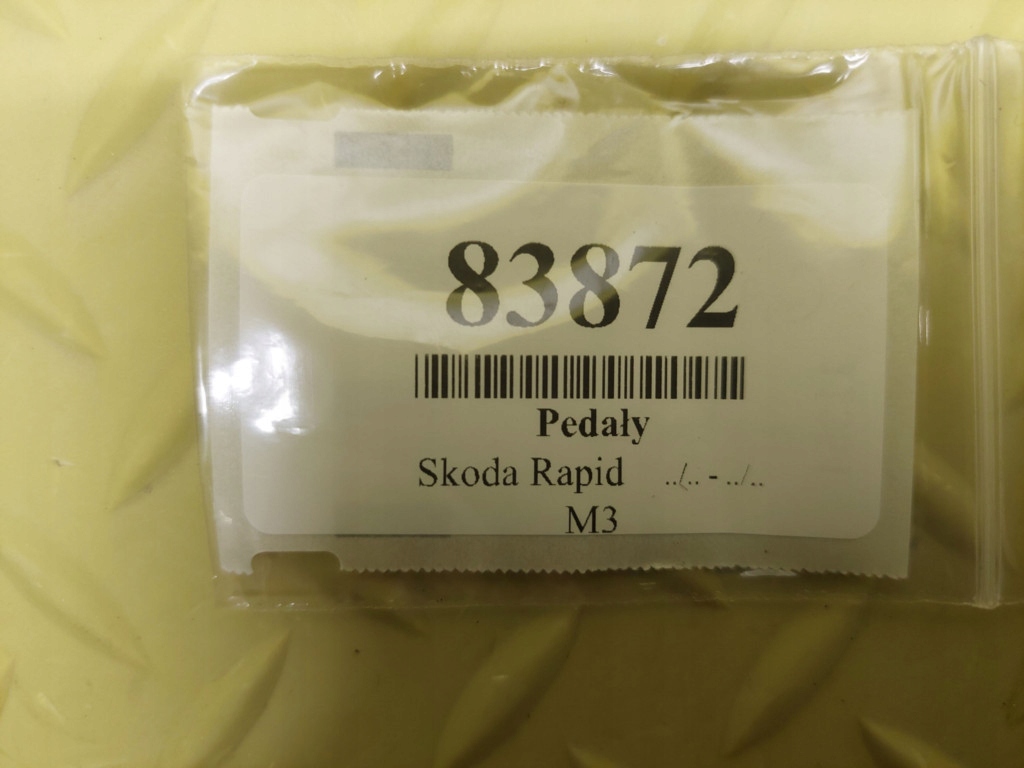 83872
Pedały
Skoda Rapid ../.. - ../..
M3